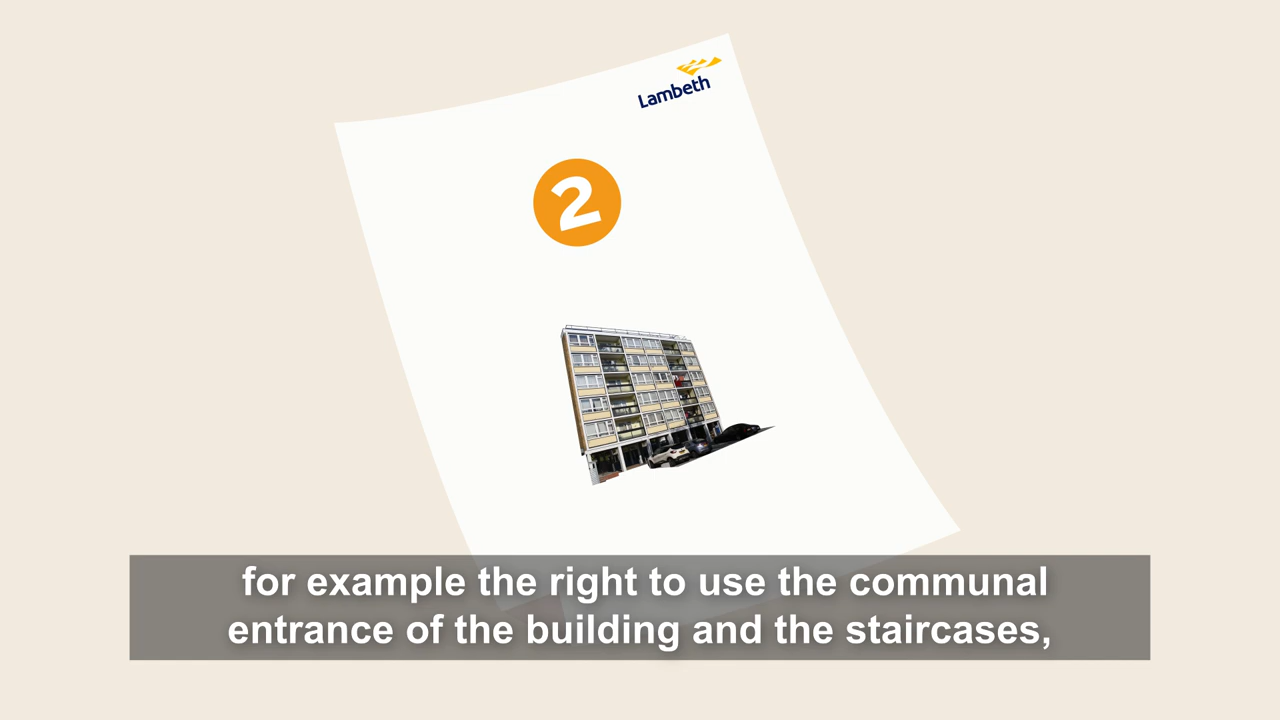 Lambeth
2
for example the right to use the communal
entrance of the building and the staircases,